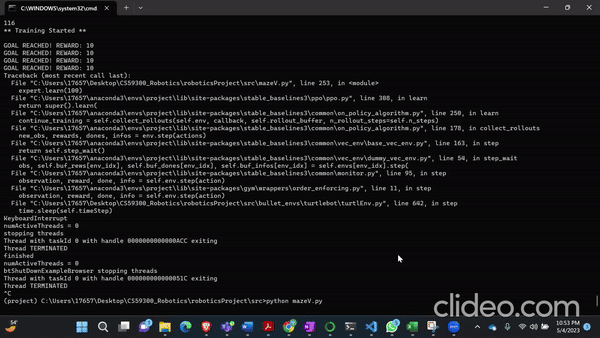 C:\WINDOWS\system32\cmd.
116
** Training Started **
GOAL REACHED! REWARD: 10
GOAL REACHED! REWARD: 10
GOAL REACHED! REWARD: 10
GOAL REACHED! REWARD: 10
Traceback (most recent call last):
File "C:\Users\17657\Desktop\CS59300_Robotics\roboticsProject\src\mazeV.py", line 253, in <module>
expert.learn(100)
File "C:\Users\17657\anaconda3\envs\project\lib\site-packages\stable_baselines3\ppo\ppo.py", line 308, in learn
return super().learn(
File "C:\Users\17657\anaconda3\envs\project\lib\site-packages\stable_baselines3\common\on_policy_algorithm.py", line 250, in learn
continue_training = self.collect_rollouts(self.env, callback, self.rollout_buffer, n_rollout_steps=self.n_steps)
File "C:\Users\17657\anaconda3\envs\project\lib\site-packages\stable_baselines3\common\on_policy_algorithm.py", line 178, in collect_rollouts
new_obs, rewards, dones, infos = env.step(actions)
File "C:\Users\17657\anaconda3\envs\project\lib\site-packages\stable_baselines3\common\vec_env\base_vec_env.py", line 163, in step
return self.step_wait()
File "C:\Users\17657\anaconda3\envs\project\lib\site-packages\stable_baselines3\common\vec_env\dummy_vec_env.py", line 54, in step_wait
obs, self.buf_rews[env_idx], self.buf_dones[env_idx], self.buf_infos[env_idx] = self.envs[env_idx].step(
File "C:\Users\17657\anaconda3\envs\project\lib\site-packages\stable_baselines3\common\monitor.py", line 95, in step
observation, reward, done, info = self.env.step(action)
File "C:\Users\17657\anaconda3\envs\project\lib\site-packages\gym\wrappers\order_enforcing.py", line 11, in step
observation, reward, done, info = self.env.step(action)
File "C:\Users\17657\Desktop\CS59300_Robotics\roboticsProject\src\bullet_envs\turtlebot\turtlEnv.py", line 642, in step
time.sleep(self.timeStep)
KeyboardInterrupt
numActiveThreads = 0
stopping threads
Thread with taskId 0 with handle 0000000000000ACC exiting
Thread TERMINATED
finished
numActiveThreads = 0
btShutDownExampleBrowser stopping threads
Thread with taskId 0 with handle 000000000000051C exiting
Thread TERMINATED
^C
(project) C:\Users\17657\Desktop\CS59300_Robotics\roboticsProject\src>python mazeV.py
clideo.com
54°
10:53 PM
5/4/2023